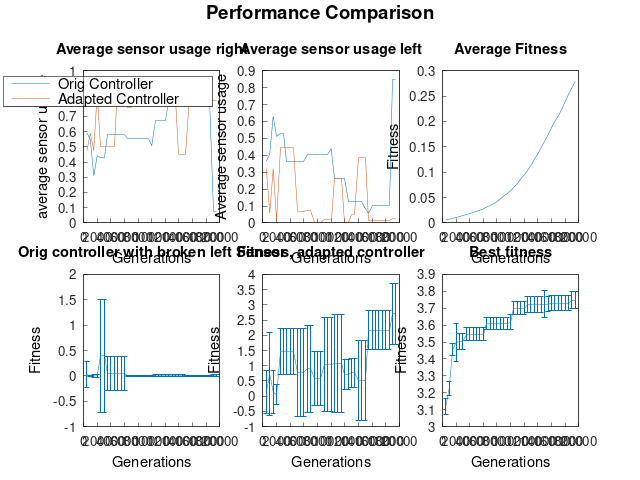 Performance Comparison
Average sensor usage right
Average sensor usage left
Average Fitness
Orig Controller
Adapted Controller
average sensor u
Average sensor usage
Fitness
1
0.7
0.6
0.5
0.4
0.3
0.2
0.1
0
0.9
0.8
0.7
0.6
0.5
0.4
0.3
0.2
0.1
0
0.3
0.25
0.2
0.15
0.1
0.05
0
Generations
Generations
Generations
Orig controller with broken left Sensor
Fitness, adapted controller
Best fitness
Fitness
Fitness
Fitness
2
1.5
1
0.5
0
-0.5
-1
4
3.5
3
2.5
2
1.5
1
0.5
0
-0.5
-1
3.9
3.8
3.7
3.6
3.5
3.4
3.3
3.2
3.1
3
Generations
Generations
Generations